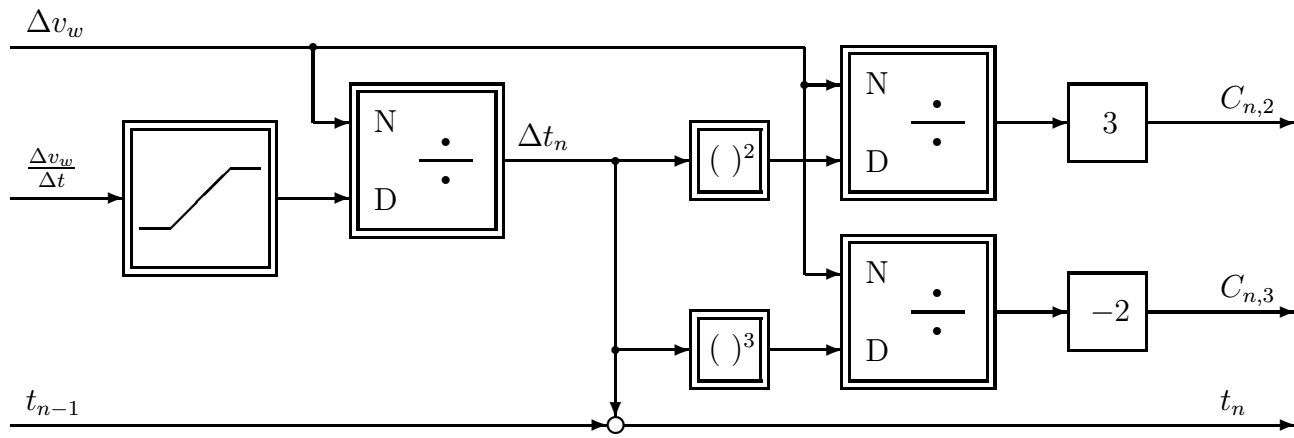 Δv_w
Δv_w/Δt
N
÷
D
Δt_n
( )²
N
÷
D
3
C_{n,2}
( )³
N
÷
D
−2
C_{n,3}
t_{n−1}
t_n